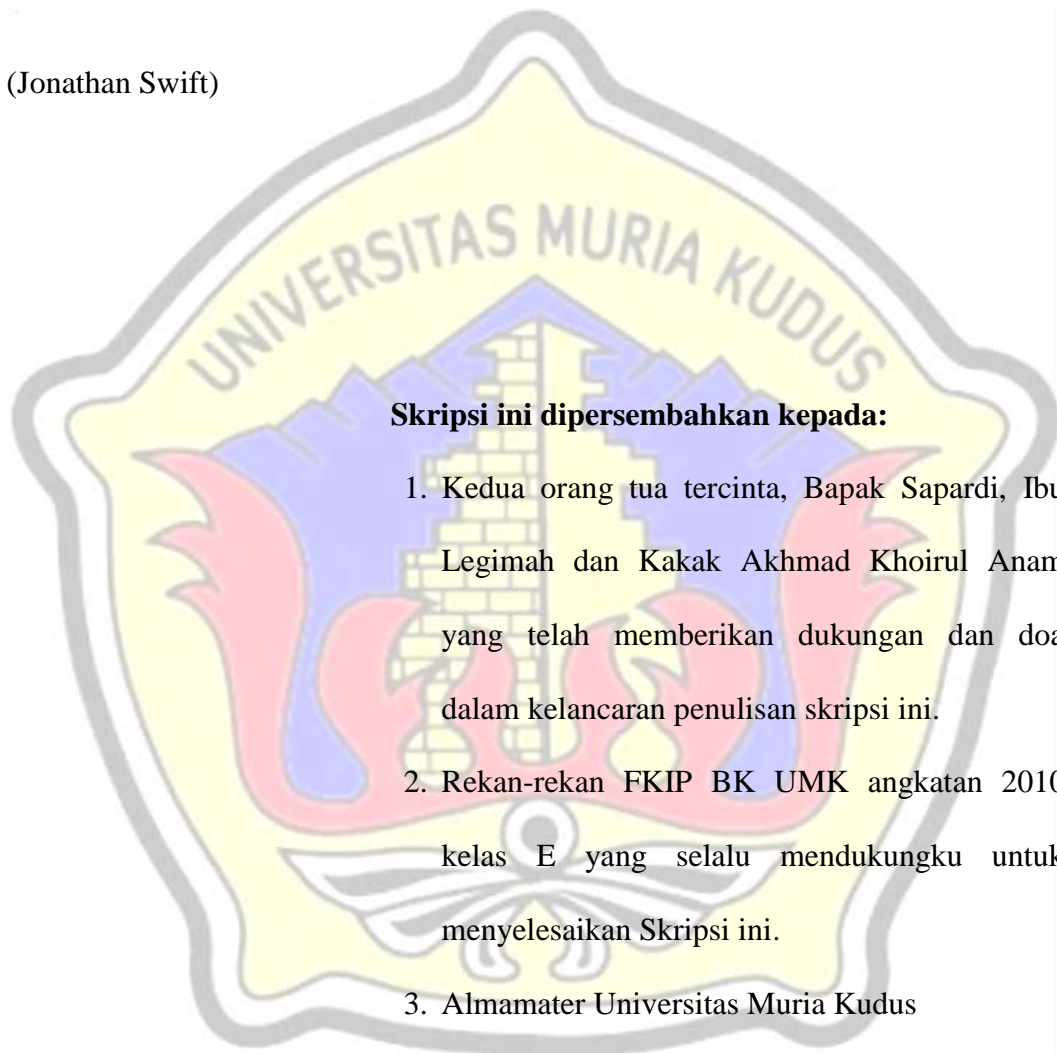 (Jonathan Swift)
UNIVERSITAS MURIA KUDUS
Skripsi ini dipersembahkan kepada:
1. Kedua orang tua tercinta, Bapak Sapardi, Ibu
Legimah dan Kakak Akhmad Khoirul Anam
yang telah memberikan dukungan dan doa
dalam kelancaran penulisan skripsi ini.
2. Rekan-rekan FKIP BK UMK angkatan 2010
kelas E yang selalu mendukungku untuk
menyelesaikan Skripsi ini.
3. Almamater Universitas Muria Kudus